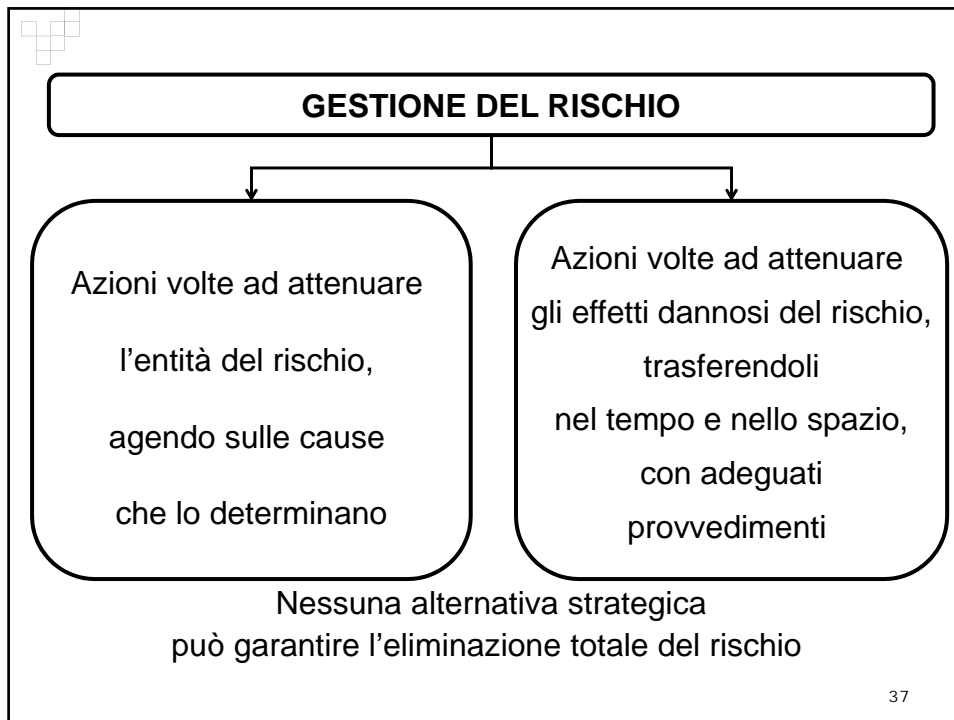 GESTIONE DEL RISCHIO
Azioni volte ad attenuare
l’entità del rischio,
agendo sulle cause
che lo determinano
Azioni volte ad attenuare
gli effetti dannosi del rischio,
trasferendoli
nel tempo e nello spazio,
con adeguati
provvedimenti
Nessuna alternativa strategica
può garantire l’eliminazione totale del rischio
37